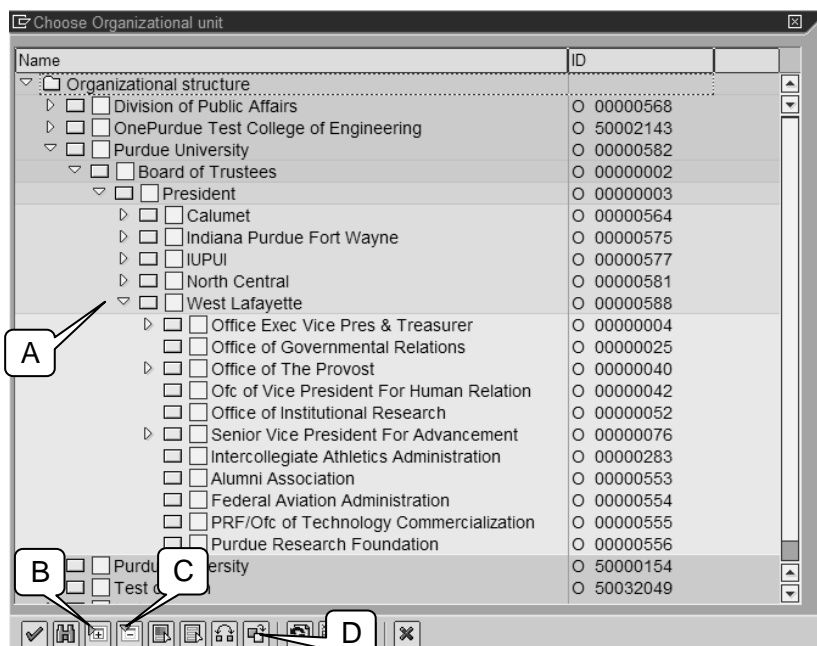 Choose Organizational unit
Name ID
Organizational structure
Division of Public Affairs O 00000568
OnePurdue Test College of Engineering O 50002143
Purdue University O 00000582
Board of Trustees O 00000002
President O 00000003
Calumet O 00000564
Indiana Purdue Fort Wayne O 00000575
IUPUI O 00000577
North Central O 00000581
West Lafayette O 00000588
A
Office Exec Vice Pres & Treasurer O 00000004
Office of Governmental Relations O 00000025
Office of The Provost O 00000040
Ofc of Vice President For Human Relation O 00000042
Office of Institutional Research O 00000052
Senior Vice President For Advancement O 00000076
Intercollegiate Athletics Administration O 00000283
Alumni Association O 00000553
Federal Aviation Administration O 00000554
PRF/Ofc of Technology Commercialization O 00000555
Purdue Research Foundation O 00000556
B C
O 50000154
Test O 50032049
D